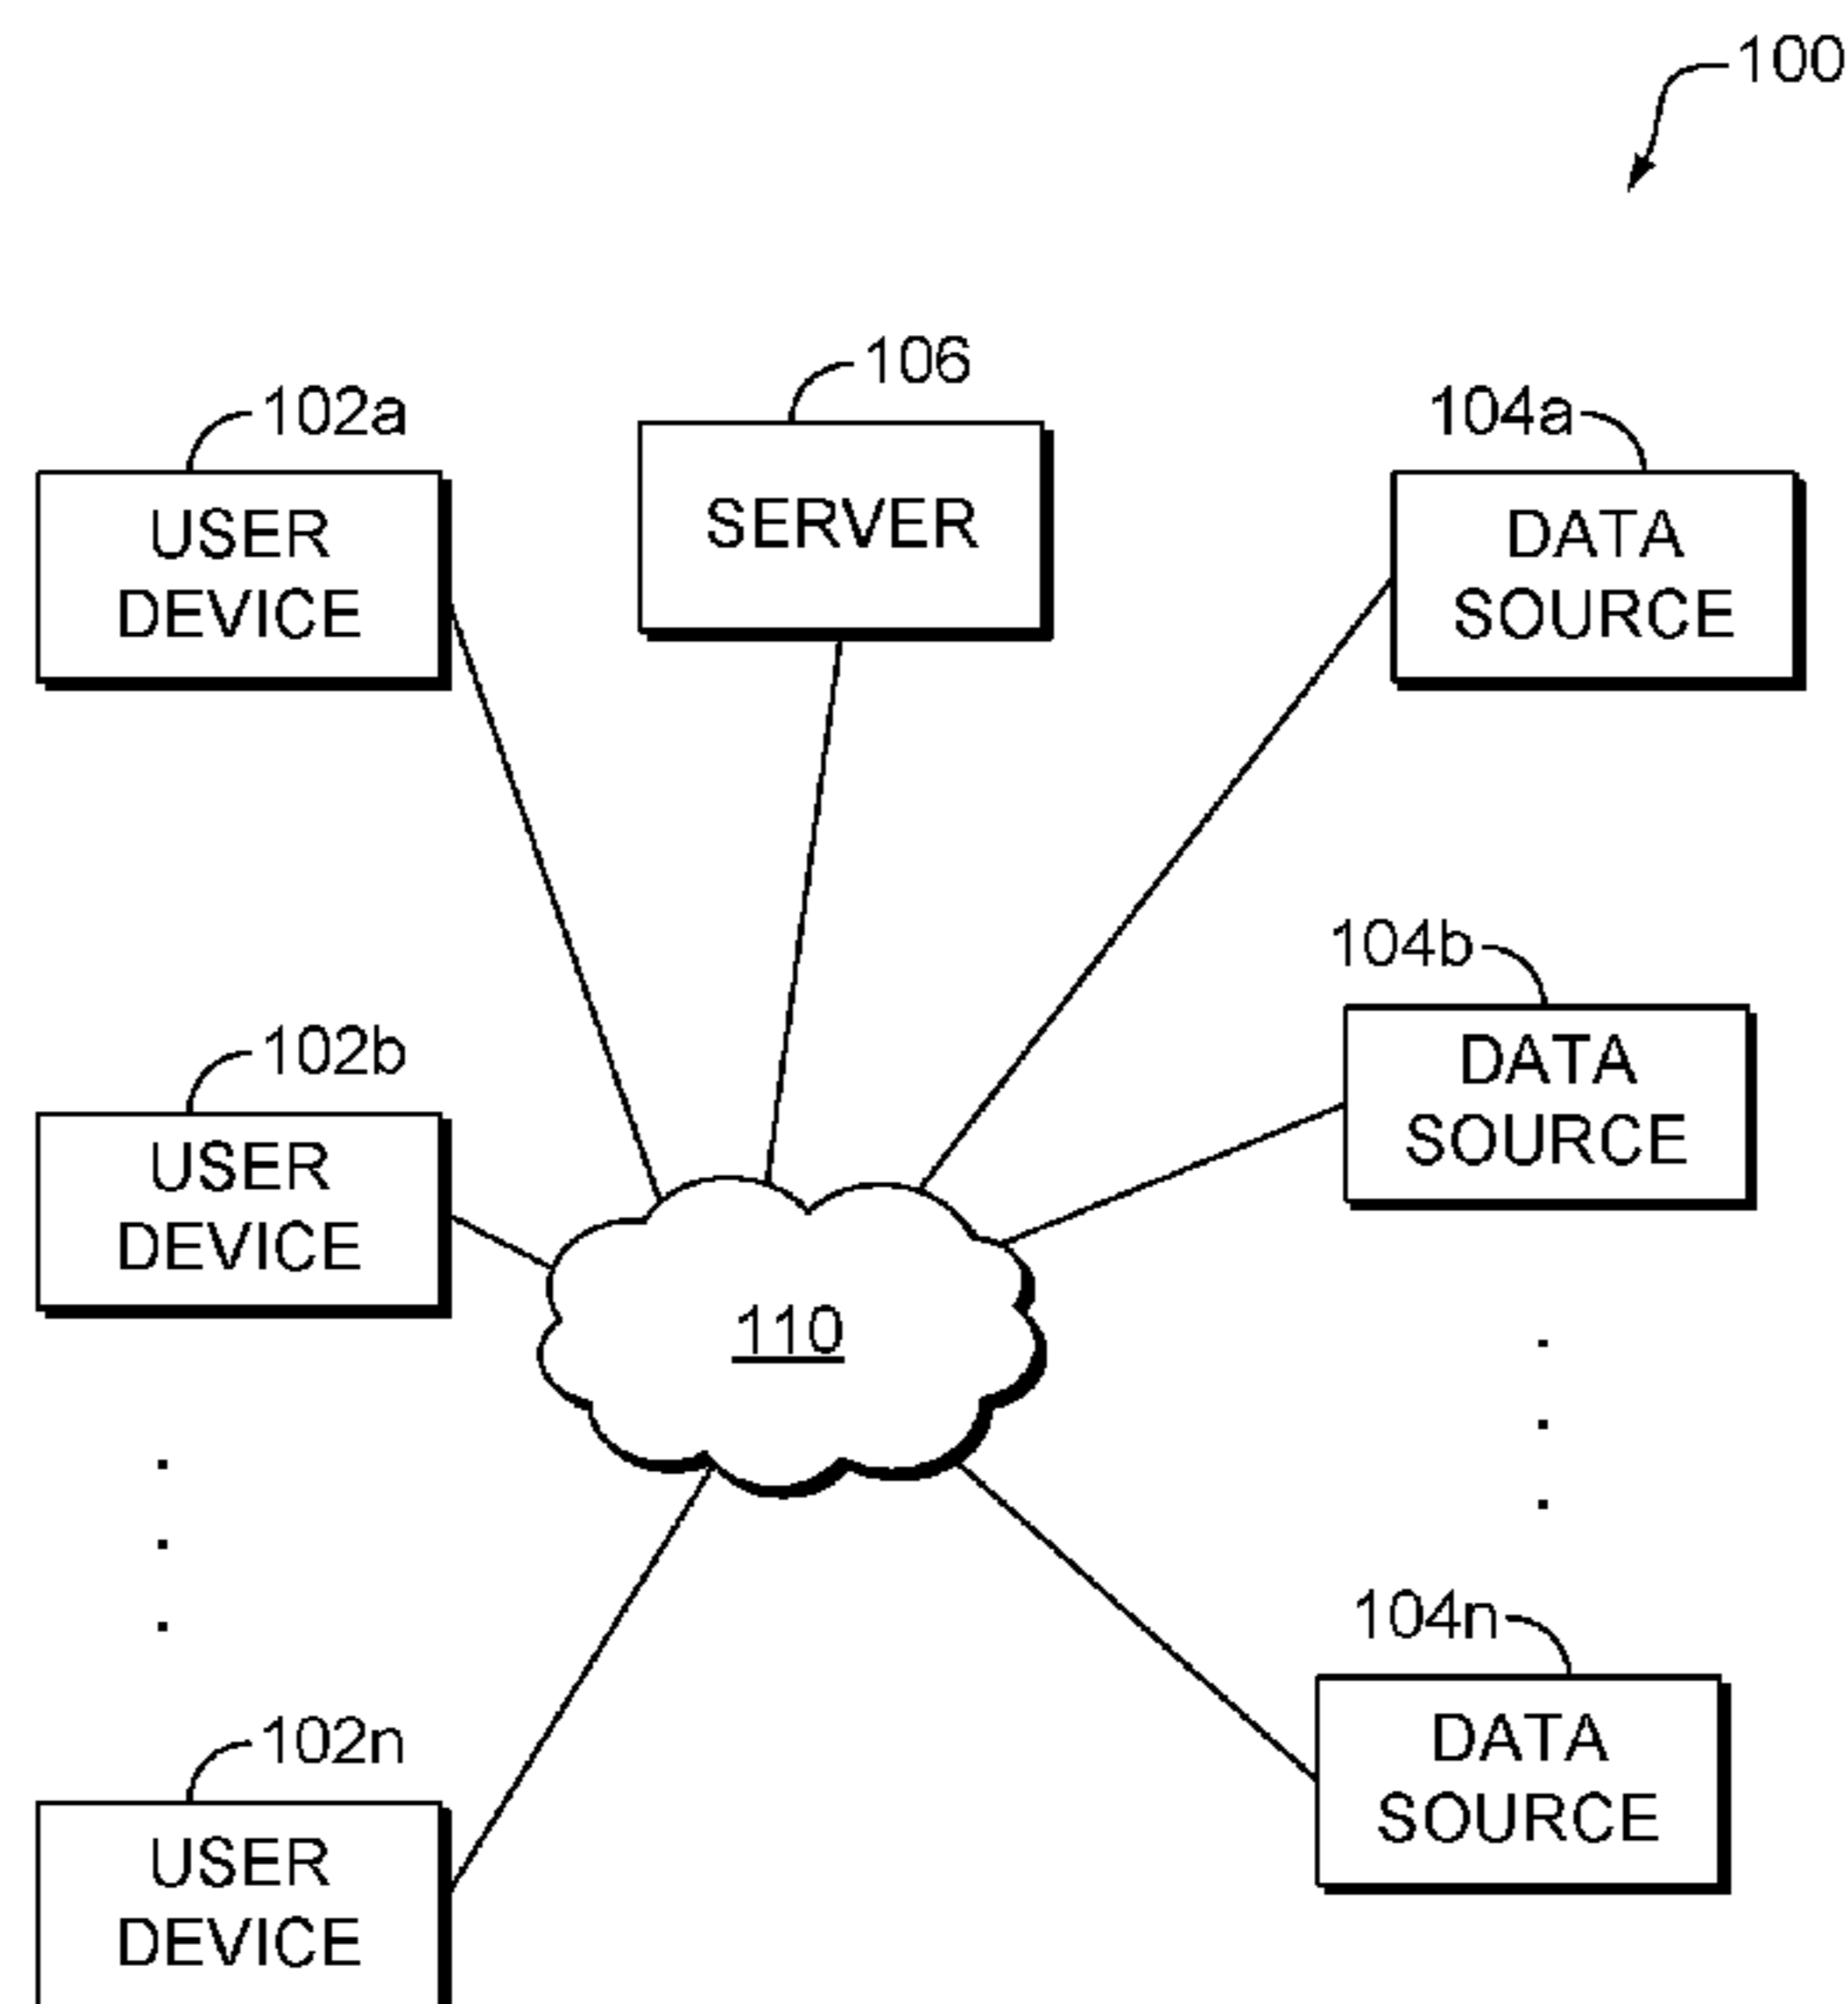 100
106
102a
104a
USER
DEVICE
SERVER
DATA
SOURCE
104b
102b
DATA
SOURCE
USER
DEVICE
110
104n
102n
DATA
SOURCE
USER
DEVICE